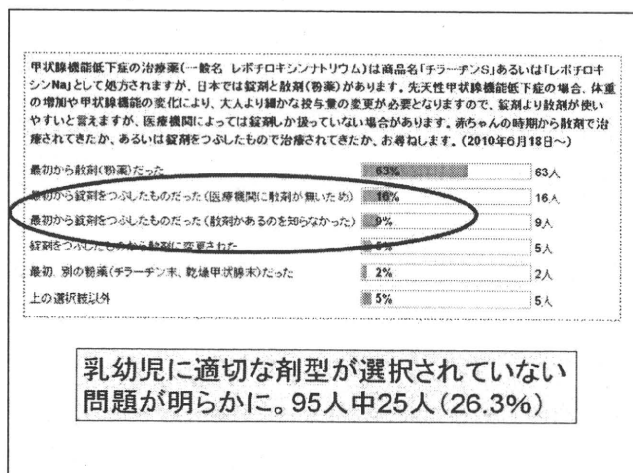 甲状腺機能低下症の治療薬(一般名 レボチロキシンナトリウム)は商品名「チラーヂンS」あるいは「レボチロキ
シンNa」として処方されますが、日本では錠剤と散剤(粉薬)があります。先天性甲状腺機能低下症の場合、体重
の増加や甲状腺機能の変化により、大人より細かな投与量の変更が必要となりますので、錠剤より散剤が使い
やすいと言えますが、医療機関によっては錠剤しか扱っていない場合があります。赤ちゃんの時期から散剤で治
療されてきたか、あるいは錠剤をつぶしたもので治療されてきたか、お尋ねします。(2010年6月18日~)
最初から散剤(粉薬)だった 63% 63人
最初から錠剤をつぶしたものだった(医療機関に散剤が無いため) 16% 16人
最初から錠剤をつぶしたものだった(散剤があるのを知らなかった) 9% 9人
錠剤をつぶしたものから散剤に変更された 5% 5人
最初、別の粉薬(チラーヂン末、乾燥甲状腺末)だった 2% 2人
上の選択肢以外 5% 5人
乳幼児に適切な剤型が選択されていない
問題が明らかに。95人中25人(26.3%)